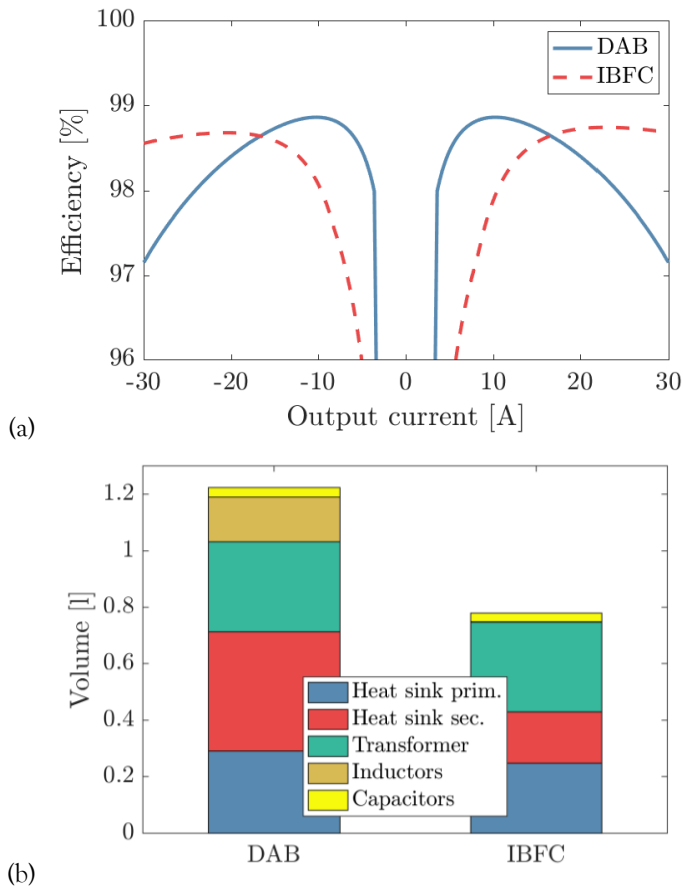 100
99
98
97
96
Efficiency [%]
DAB
IBFC
-30
-20
-10
0
10
20
30
Output current [A]
(a)
1.2
1
0.8
0.6
0.4
0.2
0
Volume [l]
Heat sink prim.
Heat sink sec.
Transformer
Inductors
Capacitors
DAB
IBFC
(b)